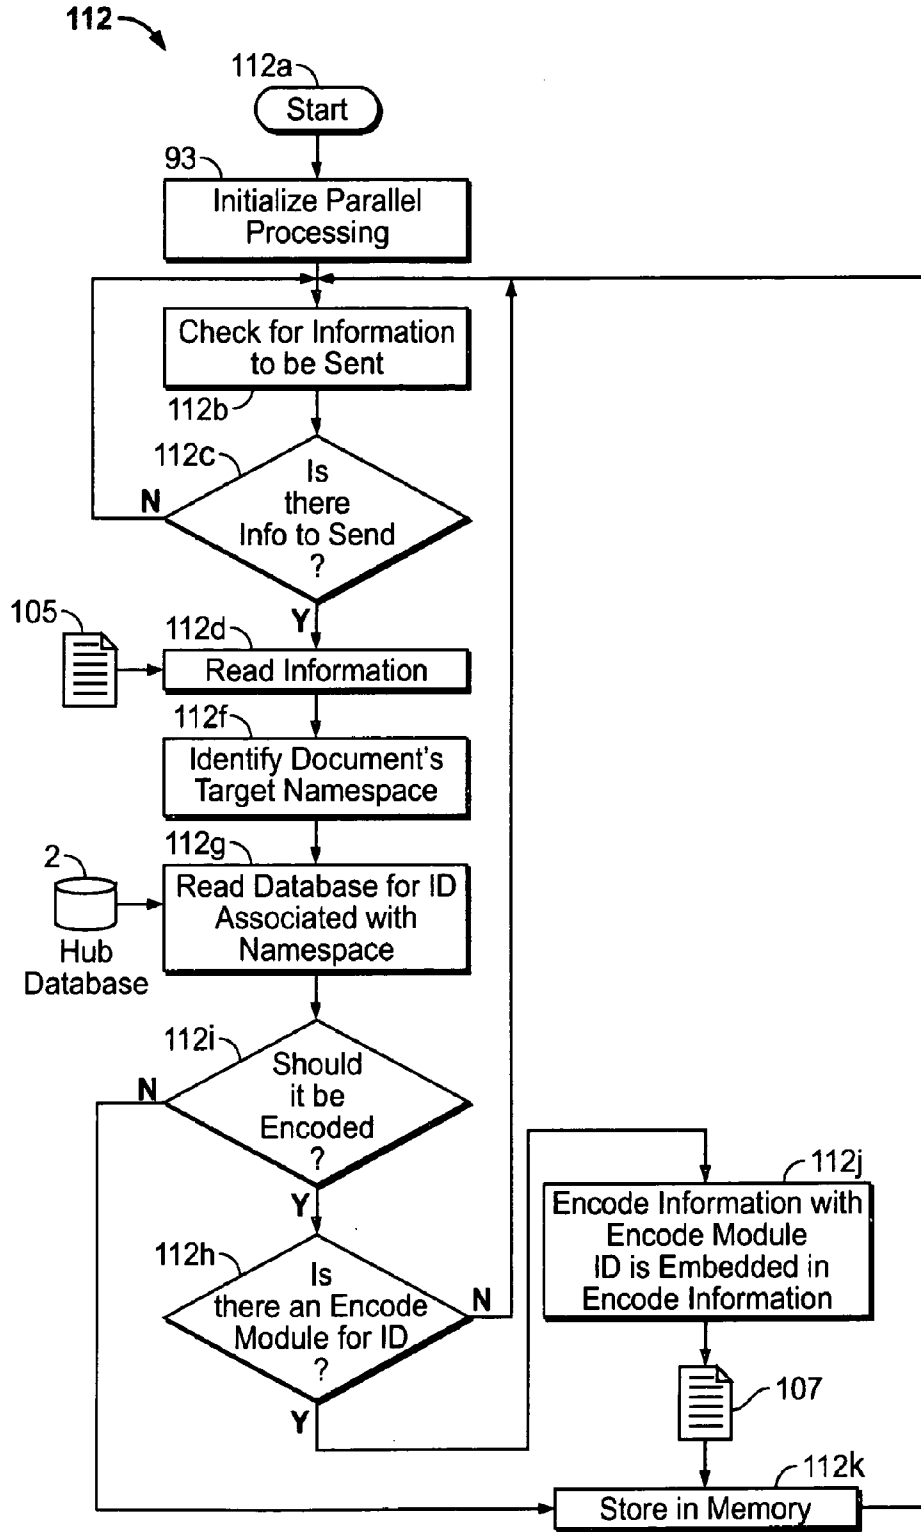 112
112a
Start
93
Initialize Parallel
Processing
Check for Information
to be Sent
112b
112c
Is
there
Info to Send
?
N
Y
105
112d
Read Information
112f
Identify Document's
Target Namespace
2
Hub
Database
112g
Read Database for ID
Associated with
Namespace
112i
Should
it be
Encoded
?
N
Y
112h
Is
there an Encode
Module for ID
?
N
Y
112j
Encode Information with
Encode Module
ID is Embedded in
Encode Information
107
112k
Store in Memory